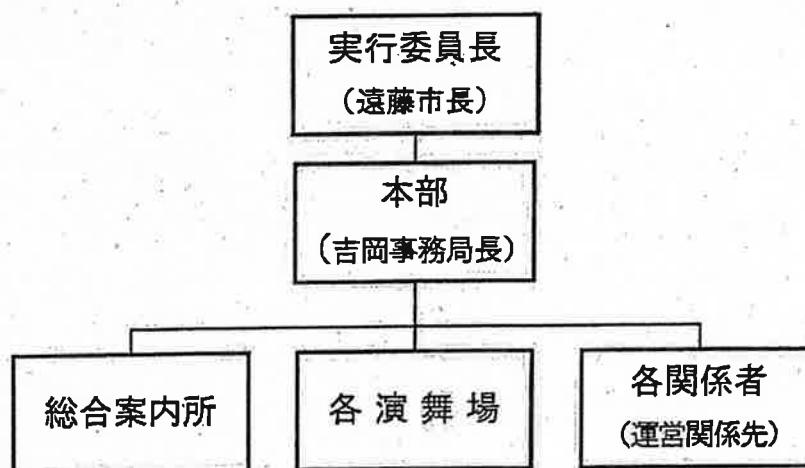 実行委員長
（遠藤市長）
本部
（吉岡事務局長）
総合案内所
各演舞場
各関係者
（運営関係先）